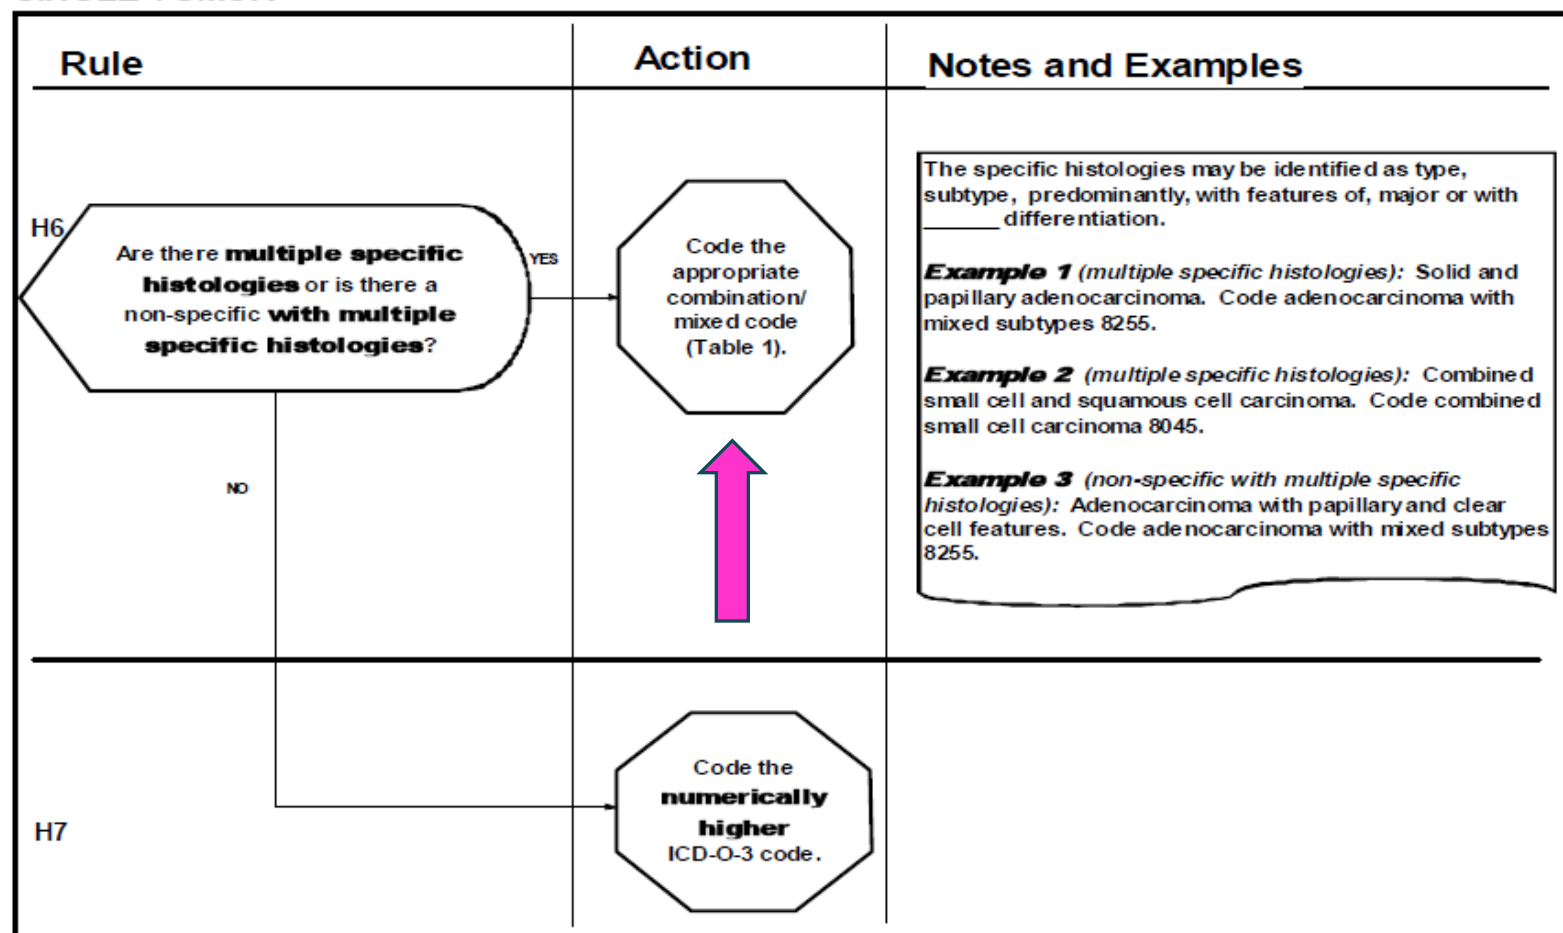 Rule
Action
Notes and Examples
H6
Are there multiple specific
histologies or is there a
non-specific with multiple
specific histologies?
YES
NO
Code the
appropriate
combination/
mixed code
(Table 1).
The specific histologies may be identified as type,
subtype, predominantly, with features of, major or with
______ differentiation.
Example 1 (multiple specific histologies): Solid and
papillary adenocarcinoma. Code adenocarcinoma with
mixed subtypes 8255.
Example 2 (multiple specific histologies): Combined
small cell and squamous cell carcinoma. Code combined
small cell carcinoma 8045.
Example 3 (non-specific with multiple specific
histologies): Adenocarcinoma with papillary and clear
cell features. Code adenocarcinoma with mixed subtypes
8255.
H7
Code the
numerically
higher
ICD-O-3 code.